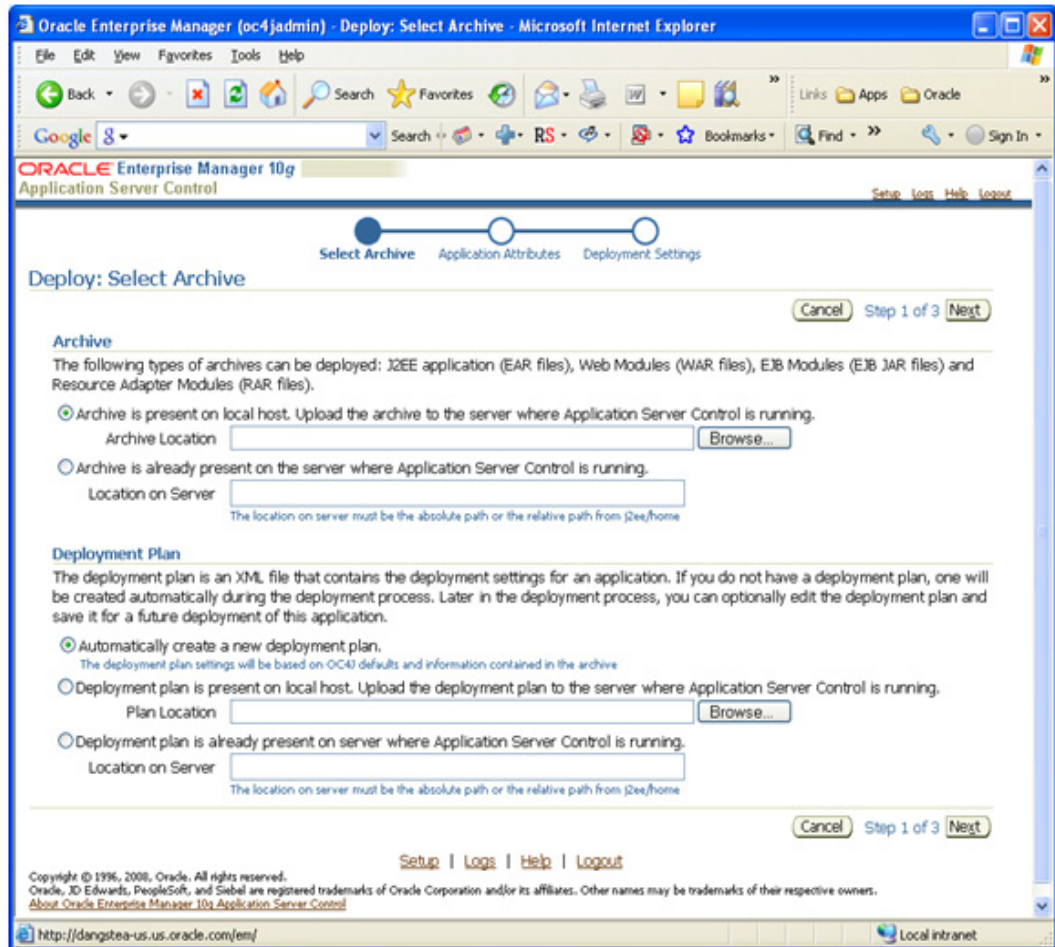 Oracle Enterprise Manager (oc4jadmin) - Deploy: Select Archive - Microsoft Internet Explorer
File Edit View Favorites Tools Help
Back Search Favorites Links Apps Oracle
Google Search RS Bookmarks Find Sign In
ORACLE Enterprise Manager 10g
Application Server Control
Setup Logs Help Logout
Select Archive Application Attributes Deployment Settings
Deploy: Select Archive
Cancel Step 1 of 3 Next
Archive
The following types of archives can be deployed: J2EE application (EAR files), Web Modules (WAR files), EJB Modules (EJB JAR files) and
Resource Adapter Modules (RAR files).
Archive is present on local host. Upload the archive to the server where Application Server Control is running.
Archive Location Browse...
Archive is already present on the server where Application Server Control is running.
Location on Server
The location on server must be the absolute path or the relative path from j2ee/home
Deployment Plan
The deployment plan is an XML file that contains the deployment settings for an application. If you do not have a deployment plan, one will
be created automatically during the deployment process. Later in the deployment process, you can optionally edit the deployment plan and
save it for a future deployment of this application.
Automatically create a new deployment plan.
The deployment plan settings will be based on OC4J defaults and information contained in the archive
Deployment plan is present on local host. Upload the deployment plan to the server where Application Server Control is running.
Plan Location Browse...
Deployment plan is already present on server where Application Server Control is running.
Location on Server
The location on server must be the absolute path or the relative path from j2ee/home
Cancel Step 1 of 3 Next
Setup | Logs | Help | Logout
Copyright © 1996, 2008, Oracle. All rights reserved.
Oracle, JD Edwards, PeopleSoft, and Siebel are registered trademarks of Oracle Corporation and/or its affiliates. Other names may be trademarks of their respective owners.
About Oracle Enterprise Manager 10g Application Server Control
http://dangstea-us.us.oracle.com/em/ Local intranet